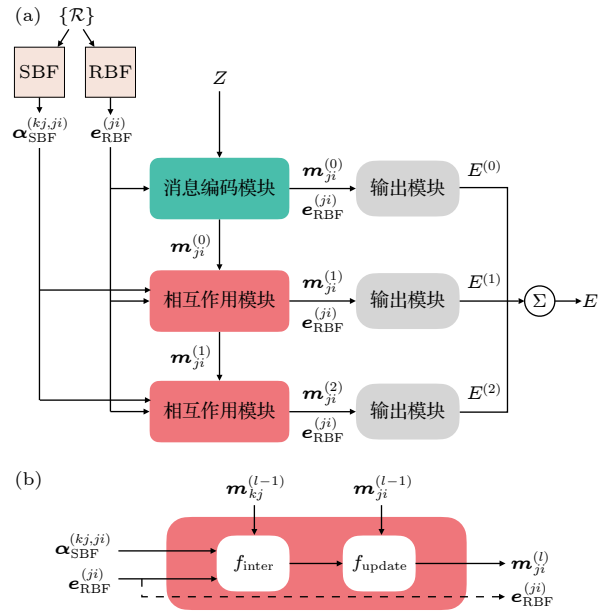 (a)
{ℛ}
SBF RBF
Z
α_SBF^(kj,ji) e_RBF^(ji)
消息编码模块 m_ji^(0) e_RBF^(ji) 输出模块 E^(0)
m_ji^(0)
相互作用模块 m_ji^(1) e_RBF^(ji) 输出模块 E^(1) Σ E
m_ji^(1)
相互作用模块 m_ji^(2) e_RBF^(ji) 输出模块 E^(2)
(b)
m_kj^(l−1) m_ji^(l−1)
α_SBF^(kj,ji)
f_inter f_update m_ji^(l)
e_RBF^(ji) e_RBF^(ji)